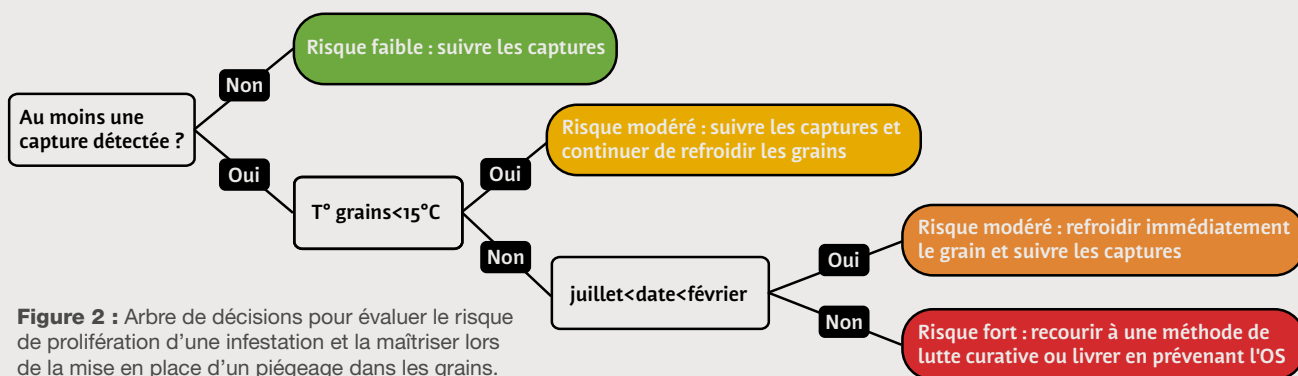 Risque faible : suivre les captures
Non
Au moins une
capture détectée ?
Oui
Risque modéré : suivre les captures et
continuer de refroidir les grains
Oui
T° grains<15°C
Non
Risque modéré : refroidir immédiatement
le grain et suivre les captures
Oui
juillet<date<février
Non
Risque fort : recourir à une méthode de
lutte curative ou livrer en prévenant l'OS
Figure 2 : Arbre de décisions pour évaluer le risque
de prolifération d'une infestation et la maîtriser lors
de la mise en place d'un piégeage dans les grains.